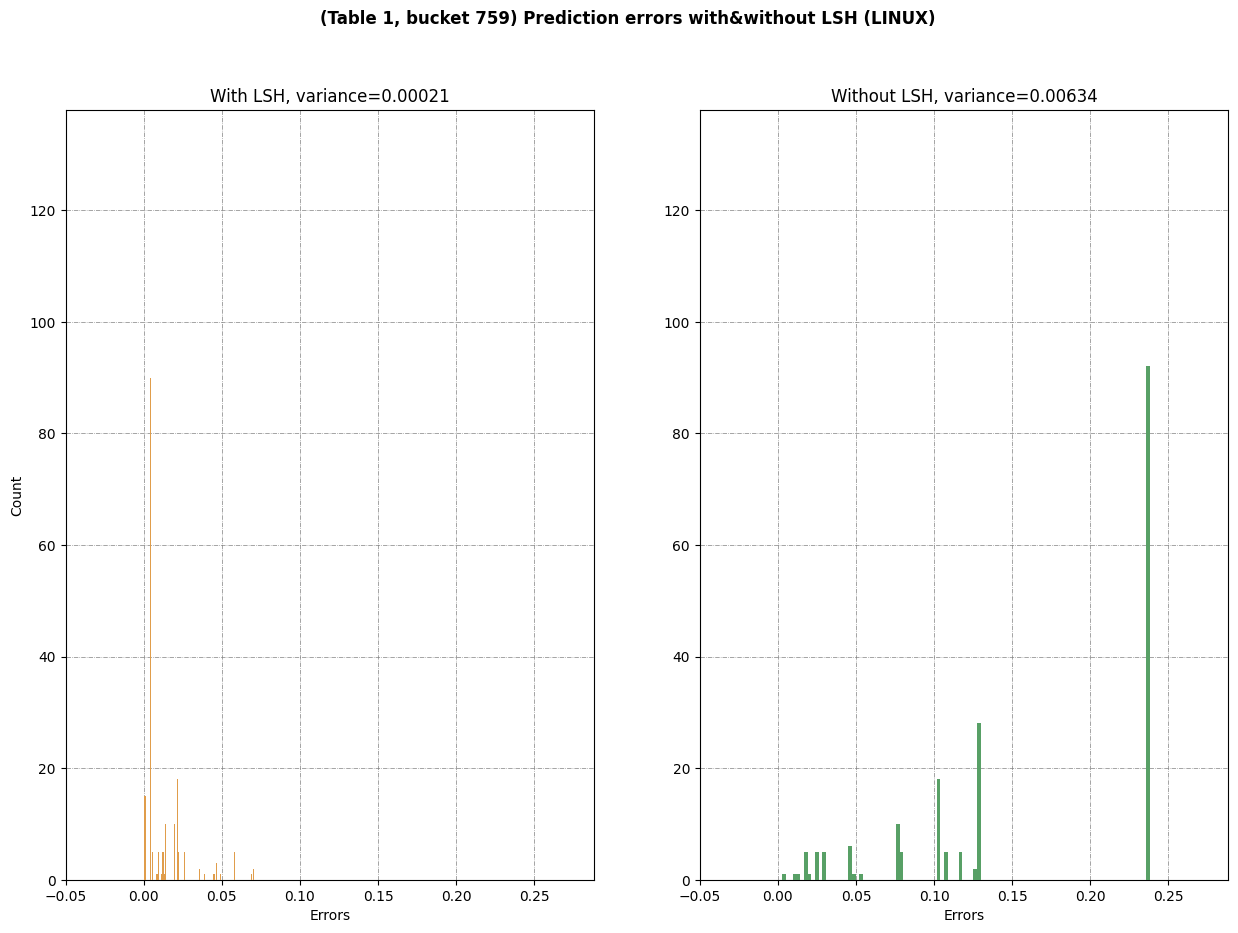 (Table 1, bucket 759) Prediction errors with&without LSH (LINUX)
With LSH, variance=0.00021
120
100
80
60
40
20
0
Count
−0.05 0.00 0.05 0.10 0.15 0.20 0.25
Errors
Without LSH, variance=0.00634
120
100
80
60
40
20
0
−0.05 0.00 0.05 0.10 0.15 0.20 0.25
Errors